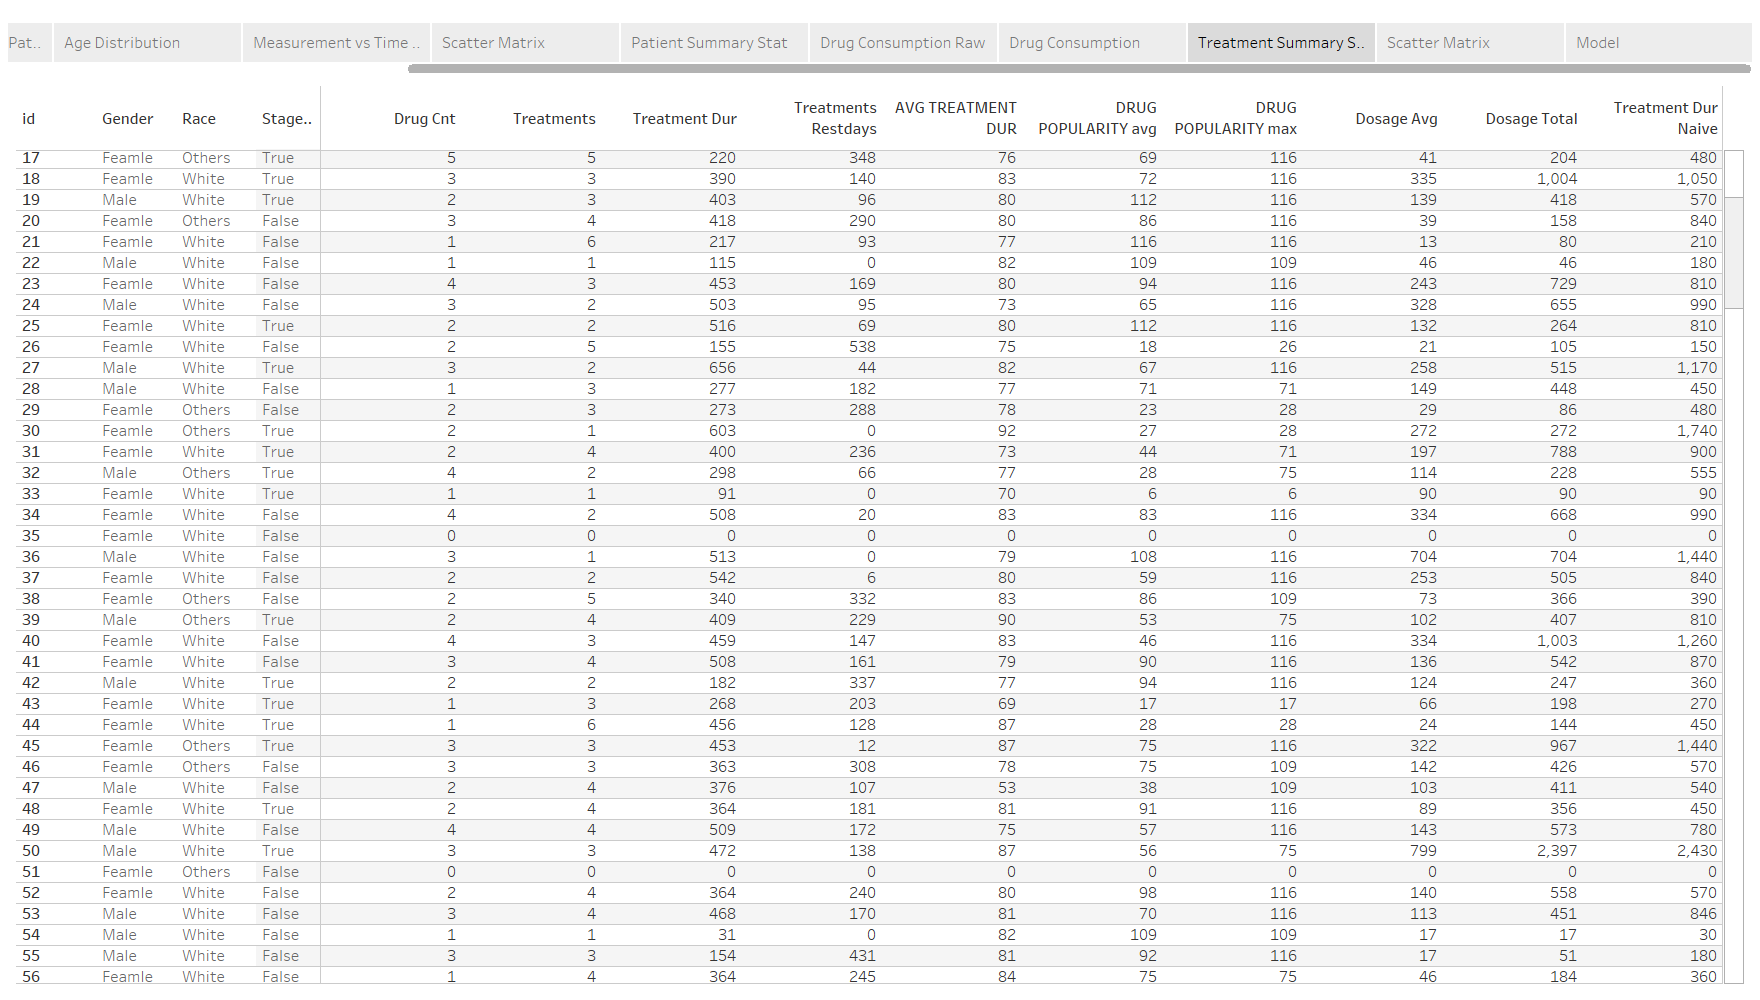 Pat.. Age Distribution Measurement vs Time .. Scatter Matrix Patient Summary Stat Drug Consumption Raw Drug Consumption Treatment Summary S.. Scatter Matrix Model
id Gender Race Stage.. Drug Cnt Treatments Treatment Dur Treatments Restdays AVG TREATMENT DUR DRUG POPULARITY avg DRUG POPULARITY max Dosage Avg Dosage Total Treatment Dur Naive
17 Feamle Others True 5 5 220 348 76 69 116 41 204 480
18 Feamle White True 3 3 390 140 83 72 116 335 1,004 1,050
19 Male White True 2 3 403 96 80 112 116 139 418 570
20 Feamle Others False 3 4 418 290 80 86 116 39 158 840
21 Feamle White False 1 6 217 93 77 116 116 13 80 210
22 Male White False 1 1 115 0 82 109 109 46 46 180
23 Feamle White False 4 3 453 169 80 94 116 243 729 810
24 Male White False 3 2 503 95 73 65 116 328 655 990
25 Feamle White True 2 2 516 69 80 112 116 132 264 810
26 Feamle White False 2 5 155 538 75 18 26 21 105 150
27 Male White True 3 2 656 44 82 67 116 258 515 1,170
28 Male White False 1 3 277 182 77 71 71 149 448 450
29 Feamle Others False 2 3 273 288 78 23 28 29 86 480
30 Feamle Others True 2 1 603 0 92 27 28 272 272 1,740
31 Feamle White True 2 4 400 236 73 44 71 197 788 900
32 Male Others True 4 2 298 66 77 28 75 114 228 555
33 Feamle White True 1 1 91 0 70 6 6 90 90 90
34 Feamle White False 4 2 508 20 83 83 116 334 668 990
35 Feamle White False 0 0 0 0 0 0 0 0 0 0
36 Male White False 3 1 513 0 79 108 116 704 704 1,440
37 Feamle White False 2 2 542 6 80 59 116 253 505 840
38 Feamle Others False 2 5 340 332 83 86 109 73 366 390
39 Male Others True 2 4 409 229 90 53 75 102 407 810
40 Feamle White False 4 3 459 147 83 46 116 334 1,003 1,260
41 Feamle White False 3 4 508 161 79 90 116 136 542 870
42 Male White True 2 2 182 337 77 94 116 124 247 360
43 Feamle White True 1 3 268 203 69 17 17 66 198 270
44 Feamle White True 1 6 456 128 87 28 28 24 144 450
45 Feamle Others True 3 3 453 12 87 75 116 322 967 1,440
46 Feamle Others False 3 3 363 308 78 75 109 142 426 570
47 Male White False 2 4 376 107 53 38 109 103 411 540
48 Feamle White True 2 4 364 181 81 91 116 89 356 450
49 Male White False 4 4 509 172 75 57 116 143 573 780
50 Male White True 3 3 472 138 87 56 75 799 2,397 2,430
51 Feamle Others False 0 0 0 0 0 0 0 0 0 0
52 Feamle White False 2 4 364 240 80 98 116 140 558 570
53 Male White False 3 4 468 170 81 70 116 113 451 846
54 Male White False 1 1 31 0 82 109 109 17 17 30
55 Male White False 3 3 154 431 81 92 116 17 51 180
56 Feamle White False 1 4 364 245 84 75 75 46 184 360